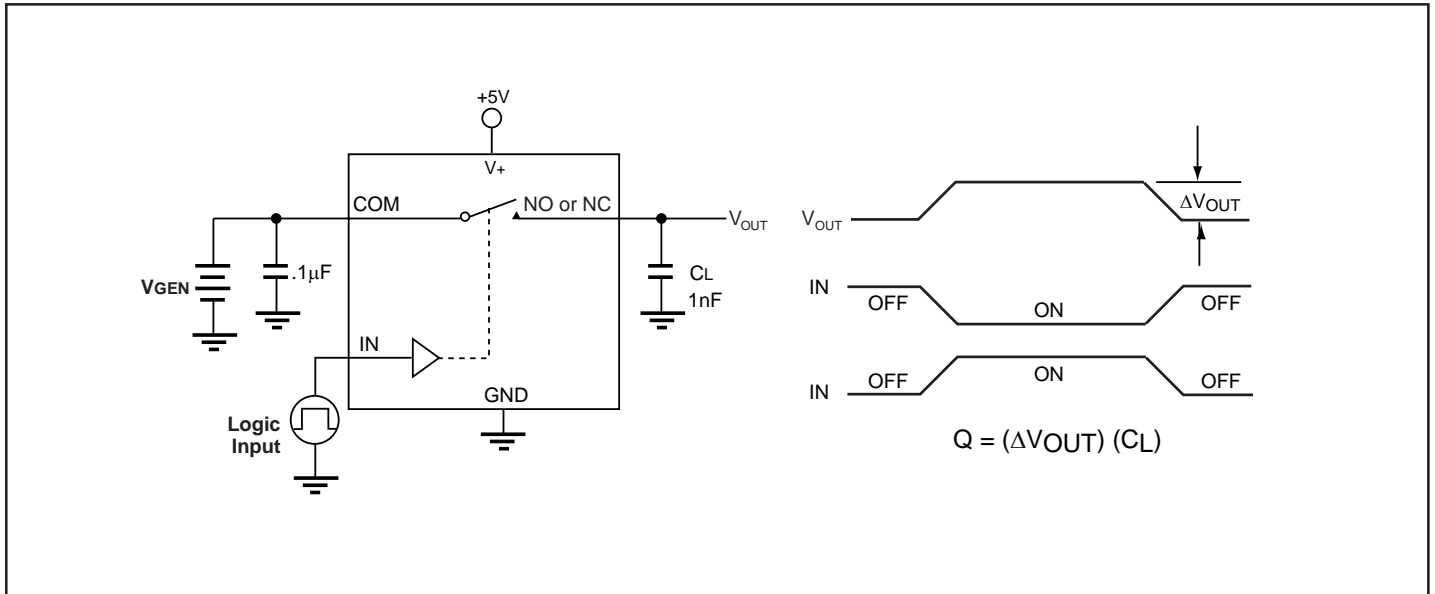 +5V
V+
COM
NO or NC
VOUT
.1μF
VGEN
CL
1nF
IN
GND
Logic
Input
VOUT
ΔVOUT
IN
OFF
ON
OFF
IN
OFF
ON
OFF
Q = (ΔVOUT) (CL)